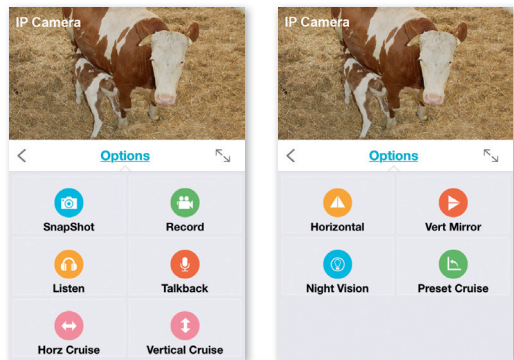 IP Camera
Options
SnapShot Record
Listen Talkback
Horz Cruise Vertical Cruise
IP Camera
Options
Horizontal Vert Mirror
Night Vision Preset Cruise